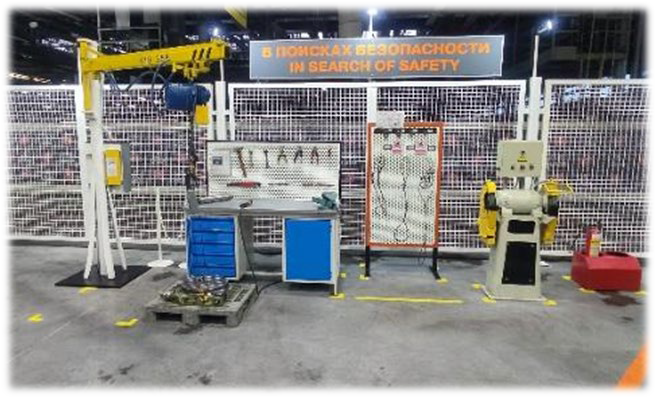 В ПОИСКАХ БЕЗОПАСНОСТИ
IN SEARCH OF SAFETY